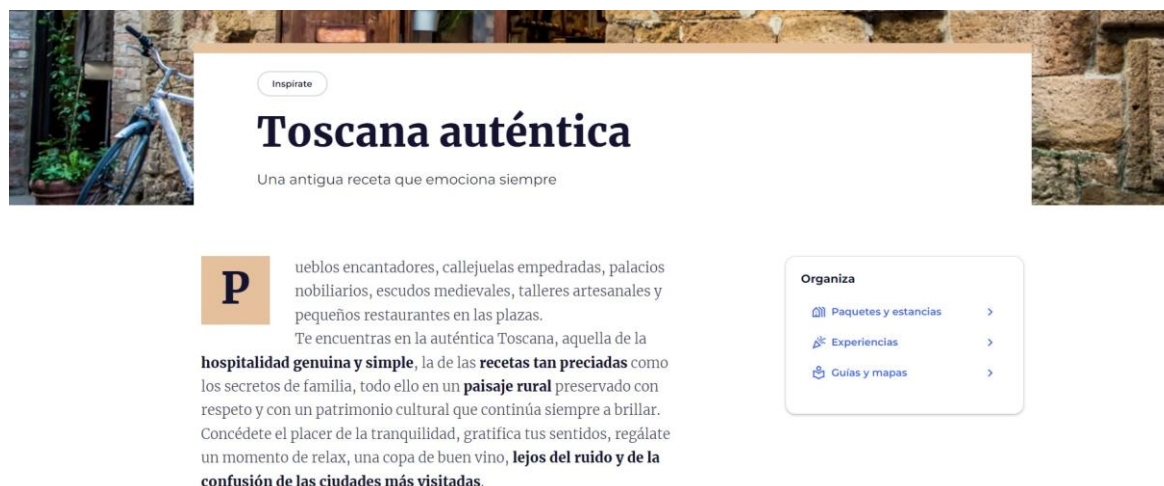 Inspírate
Toscana auténtica
Una antigua receta que emociona siempre
Pueblos encantadores, callejuelas empedradas, palacios
nobiliarios, escudos medievales, talleres artesanales y
pequeños restaurantes en las plazas.
Te encuentras en la auténtica Toscana, aquella de la
hospitalidad genuina y simple, la de las recetas tan preciadas como
los secretos de familia, todo ello en un paisaje rural preservado con
respeto y con un patrimonio cultural que continúa siempre a brillar.
Concédete el placer de la tranquilidad, gratifica tus sentidos, regálate
un momento de relax, una copa de buen vino, lejos del ruido y de la
confusión de las ciudades más visitadas.
Organiza
Paquetes y estancias
Experiencias
Guías y mapas